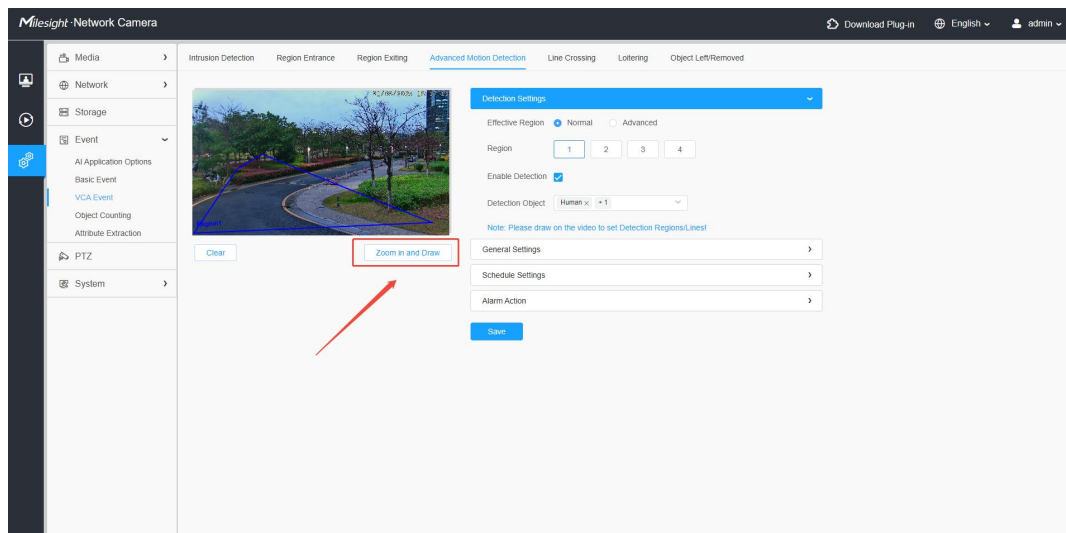 Milesight · Network Camera
Download Plug-in
English
admin
Media
Network
Storage
Event
AI Application Options
Basic Event
VCA Event
Object Counting
Attribute Extraction
PTZ
System
Intrusion Detection Region Entrance Region Exiting Advanced Motion Detection Line Crossing Loitering Object Left/Removed
Region1
Clear
Zoom in and Draw
Detection Settings
Effective Region Normal Advanced
Region 1 2 3 4
Enable Detection
Detection Object Human × + 1
Note: Please draw on the video to set Detection Regions/Lines!
General Settings
Schedule Settings
Alarm Action
Save